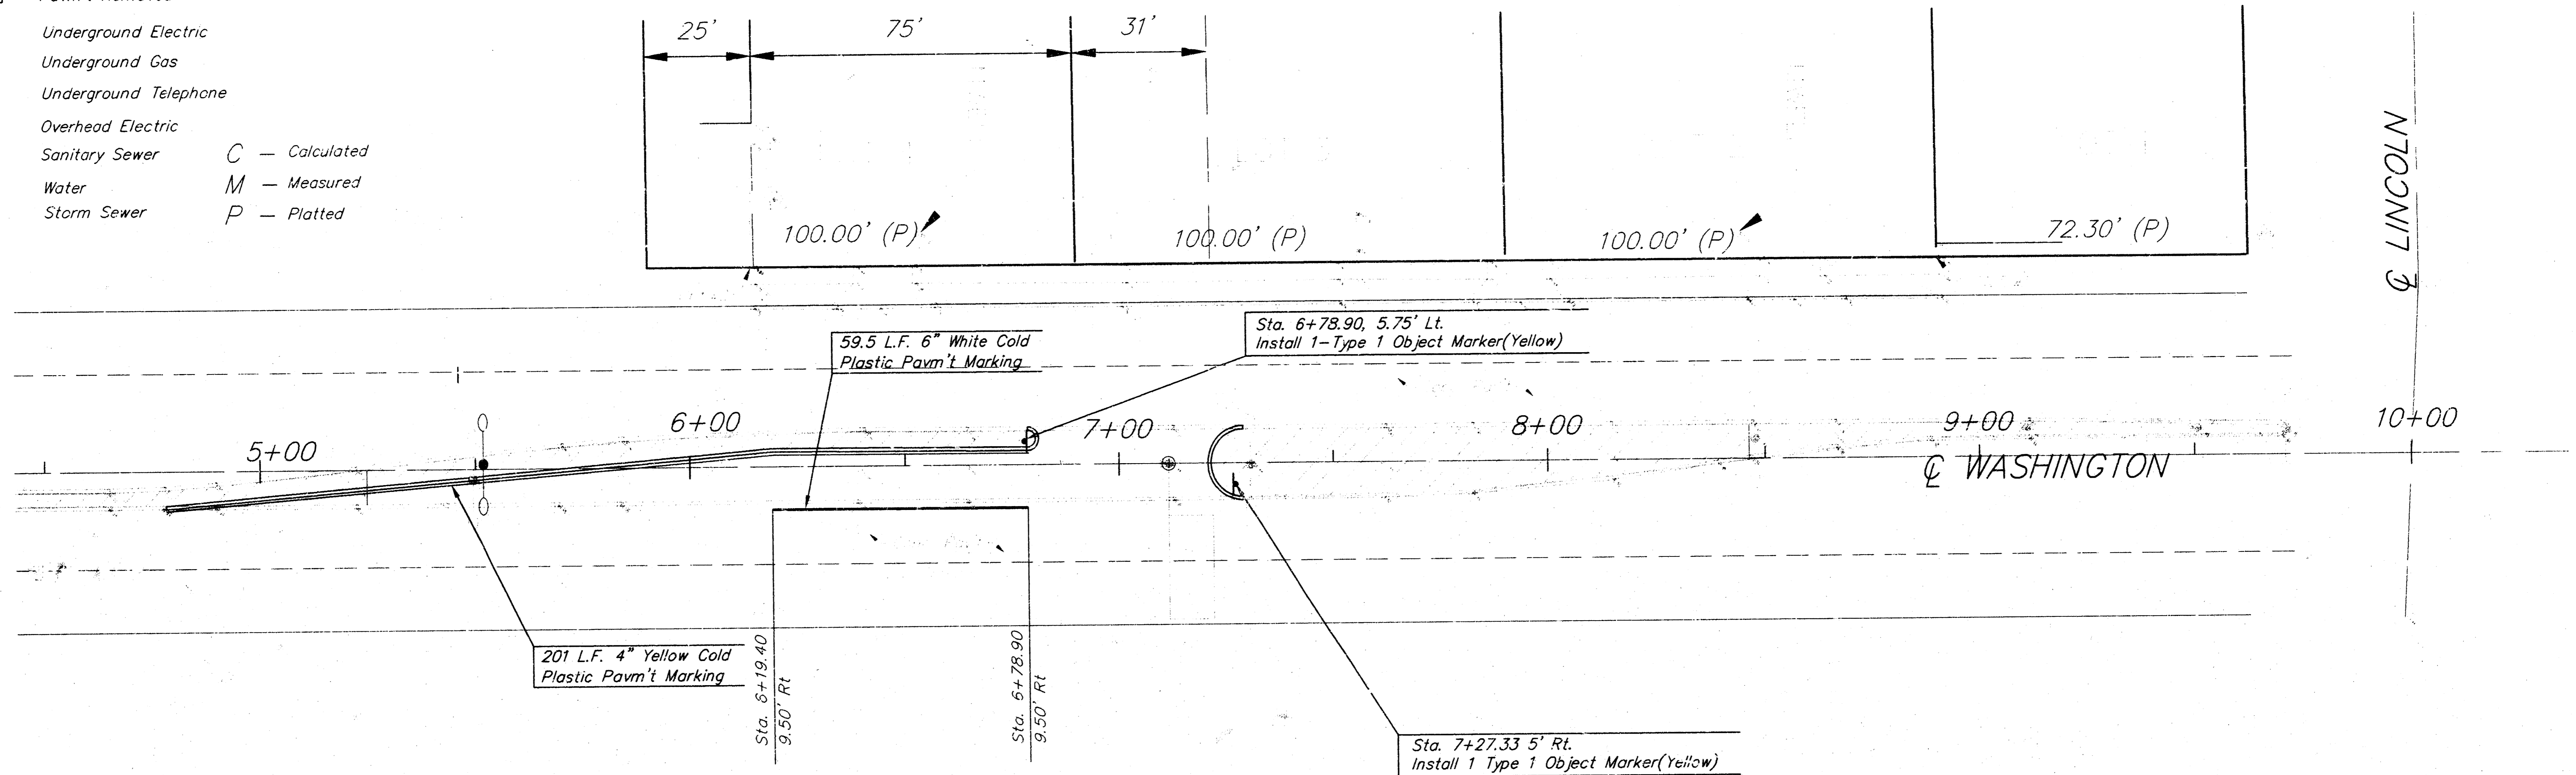 Underground Electric
Underground Gas
Underground Telephone
Overhead Electric
Sanitary Sewer
Water
Storm Sewer
C — Calculated
M — Measured
P — Platted
25'
75'
31'
100.00' (P)
100.00' (P)
100.00' (P)
72.30' (P)
℄ LINCOLN
59.5 L.F. 6" White Cold
Plastic Pavm't Marking
Sta. 6+78.90, 5.75' Lt.
Install 1-Type 1 Object Marker(Yellow)
5+00
6+00
7+00
8+00
9+00
10+00
℄ WASHINGTON
201 L.F. 4" Yellow Cold
Plastic Pavm't Marking
Sta. 6+19.40
9.50' Rt
Sta. 6+78.90
9.50' Rt
Sta. 7+27.33 5' Rt.
Install 1 Type 1 Object Marker(Yellow)